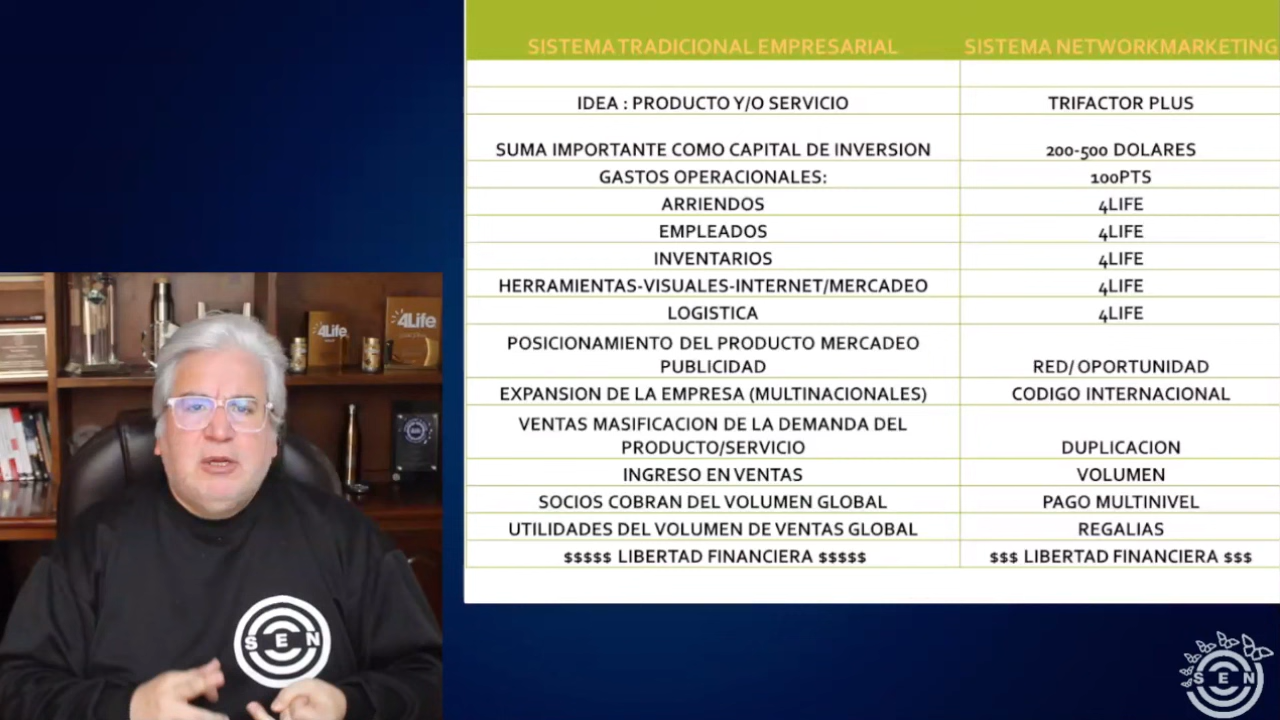 SISTEMA TRADICIONAL EMPRESARIAL SISTEMA NETWORKMARKETING
IDEA : PRODUCTO Y/O SERVICIO TRIFACTOR PLUS
SUMA IMPORTANTE COMO CAPITAL DE INVERSION 200-500 DOLARES
GASTOS OPERACIONALES: 100PTS
ARRIENDOS 4LIFE
EMPLEADOS 4LIFE
INVENTARIOS 4LIFE
HERRAMIENTAS-VISUALES-INTERNET/MERCADEO 4LIFE
LOGISTICA 4LIFE
POSICIONAMIENTO DEL PRODUCTO MERCADEO
PUBLICIDAD RED/ OPORTUNIDAD
EXPANSION DE LA EMPRESA (MULTINACIONALES) CODIGO INTERNACIONAL
VENTAS MASIFICACION DE LA DEMANDA DEL
PRODUCTO/SERVICIO DUPLICACION
INGRESO EN VENTAS VOLUMEN
SOCIOS COBRAN DEL VOLUMEN GLOBAL PAGO MULTINIVEL
UTILIDADES DEL VOLUMEN DE VENTAS GLOBAL REGALIAS
$$$$$ LIBERTAD FINANCIERA $$$$$ $$$ LIBERTAD FINANCIERA $$$
4Life
4Life
SEN
SEN